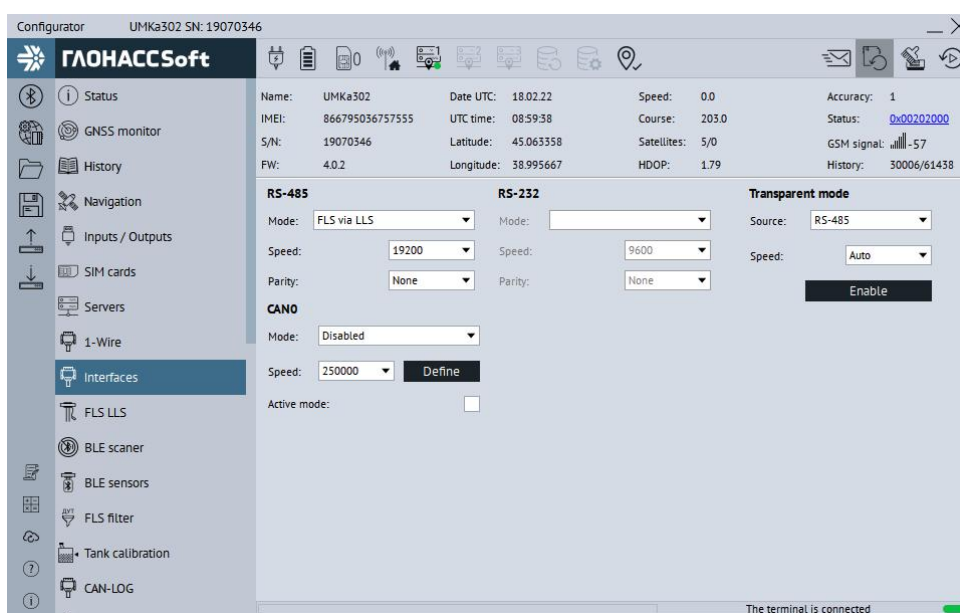 Configurator UMKa302 SN: 19070346
ГЛОНАССSoft
0
Status
GNSS monitor
History
Navigation
Inputs / Outputs
SIM cards
Servers
1-Wire
Interfaces
FLS LLS
BLE scaner
BLE sensors
ДУТ
FLS filter
Tank calibration
CAN-LOG
Name: UMKa302 Date UTC: 18.02.22 Speed: 0.0 Accuracy: 1
IMEI: 866795036757555 UTC time: 08:59:38 Course: 203.0 Status: 0x00202000
S/N: 19070346 Latitude: 45.063358 Satellites: 5/0 GSM signal: -57
FW: 4.0.2 Longitude: 38.995667 HDOP: 1.79 History: 30006/61438
RS-485 RS-232 Transparent mode
Mode: FLS via LLS Mode: Source: RS-485
Speed: 19200 Speed: 9600 Speed: Auto
Parity: None Parity: None Enable
CAN0
Mode: Disabled
Speed: 250000 Define
Active mode:
The terminal is connected